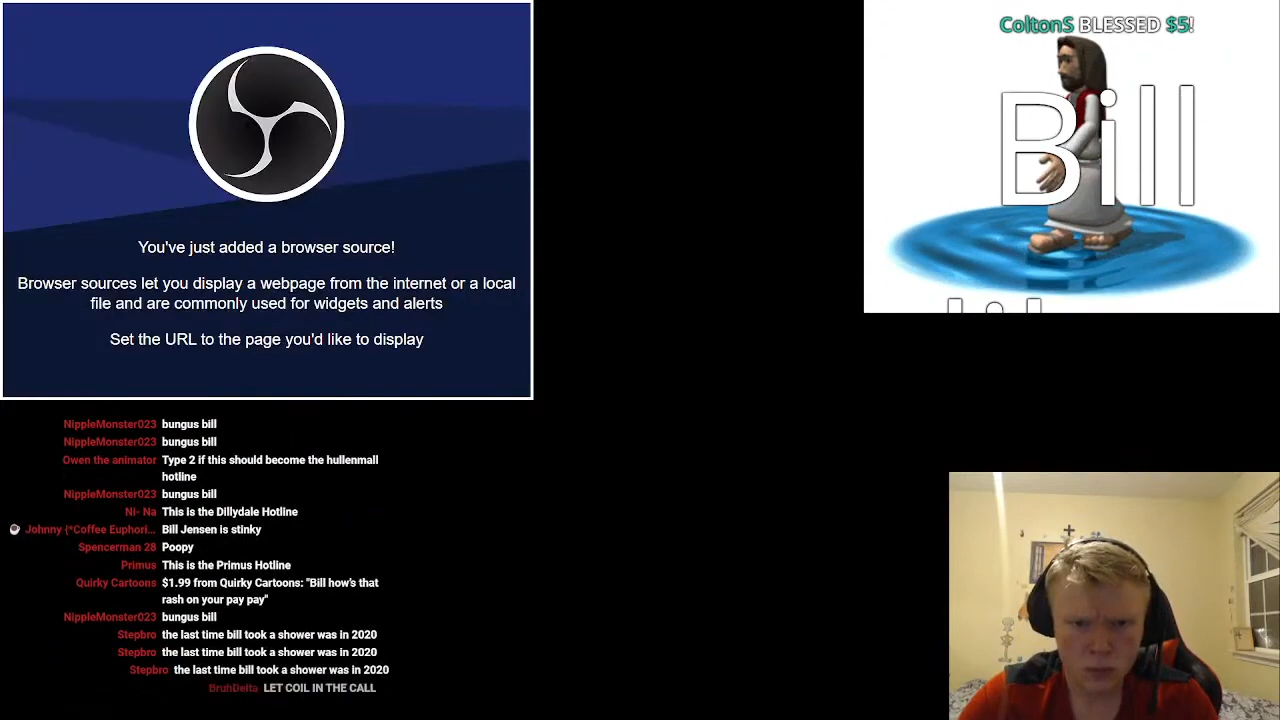 You've just added a browser source!
Browser sources let you display a webpage from the internet or a local
file and are commonly used for widgets and alerts
Set the URL to the page you'd like to display
ColtonS BLESSED $5!
Bill
NippleMonster023 bungus bill
NippleMonster023 bungus bill
Owen the animator Type 2 if this should become the hullenmall
hotline
NippleMonster023 bungus bill
Ni- Na This is the Dillydale Hotline
Johnny {*Coffee Euphori... Bill Jensen is stinky
Spencerman 28 Poopy
Primus This is the Primus Hotline
Quirky Cartoons $1.99 from Quirky Cartoons: "Bill how's that
rash on your pay pay"
NippleMonster023 bungus bill
Stepbro the last time bill took a shower was in 2020
Stepbro the last time bill took a shower was in 2020
Stepbro the last time bill took a shower was in 2020
BruhDelta LET COIL IN THE CALL